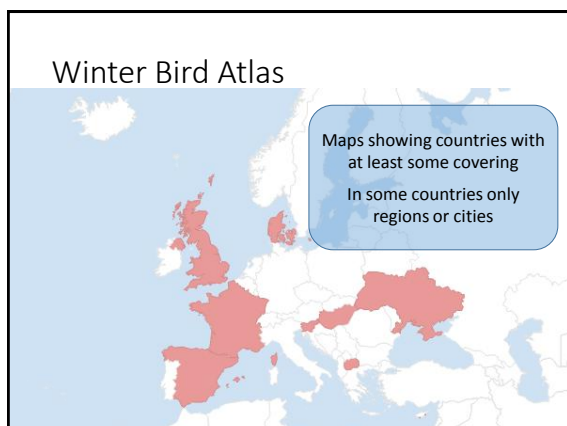 Winter Bird Atlas
Maps showing countries with
at least some covering
In some countries only
regions or cities